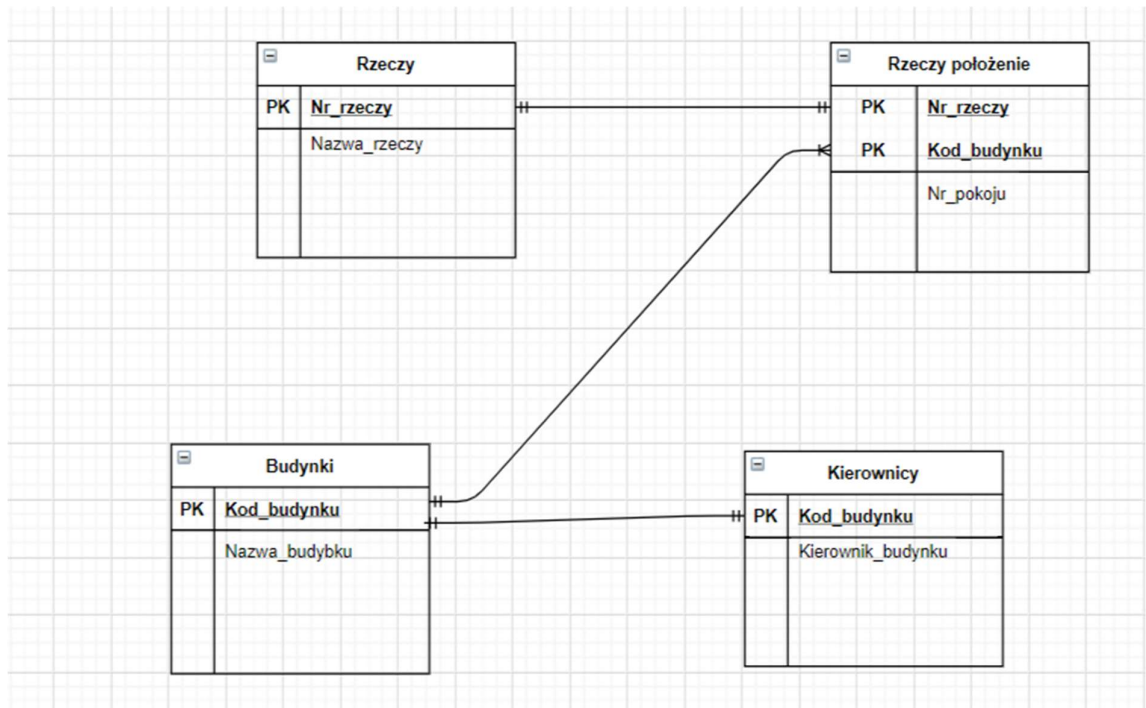 Rzeczy
PK Nr_rzeczy
Nazwa_rzeczy
Rzeczy położenie
PK Nr_rzeczy
PK Kod_budynku
Nr_pokoju
Budynki
PK Kod_budynku
Nazwa_budybku
Kierownicy
PK Kod_budynku
Kierownik_budynku